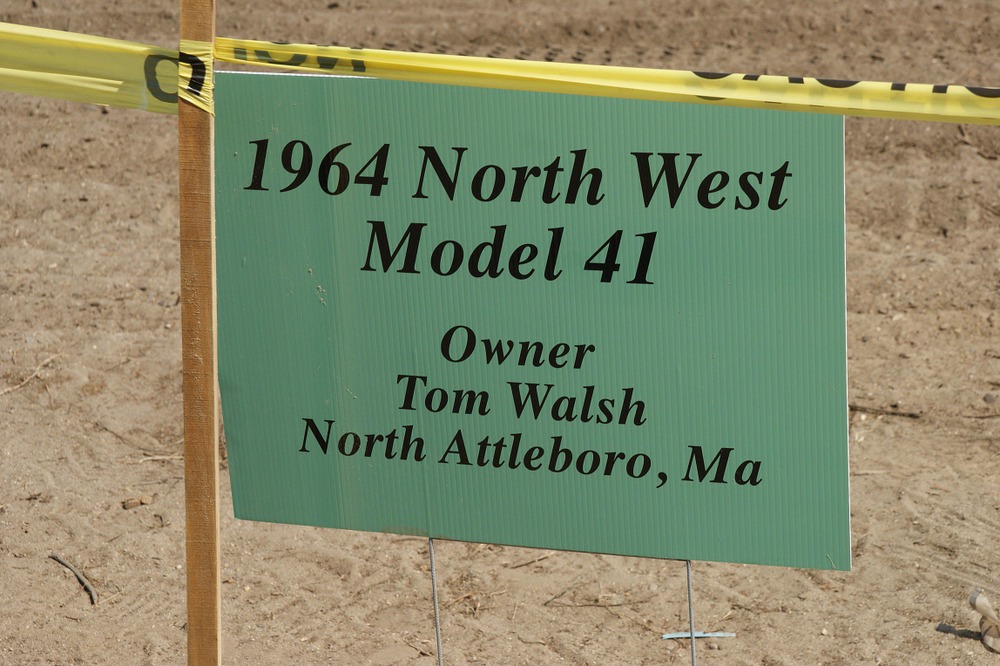 1964 North West
Model 41
Owner
Tom Walsh
North Attleboro, Ma